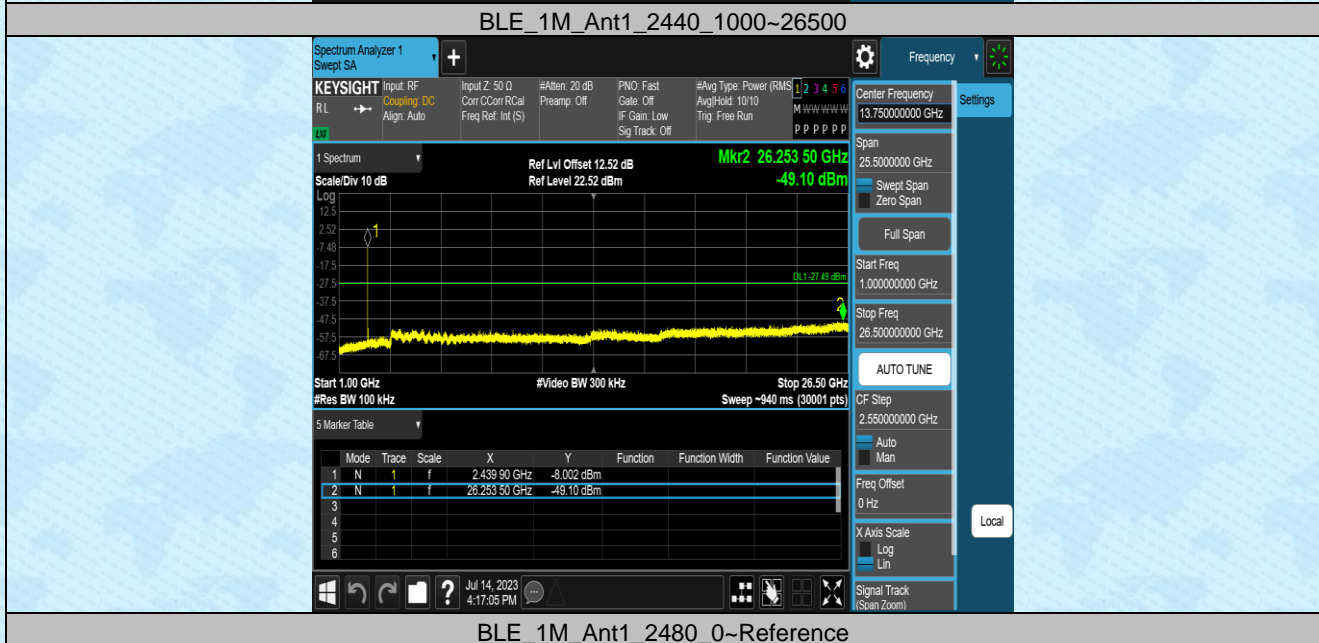 BLE_1M_Ant1_2440_1000~26500
Spectrum Analyzer 1
Swept SA
+
Frequency
KEYSIGHT
RL
LXI
Input: RF
Coupling: DC
Align: Auto
Input Z: 50 Ω
Corr CCorr RCal
Freq Ref: Int (S)
#Atten: 20 dB
Preamp: Off
PNO: Fast
Gate: Off
IF Gain: Low
Sig Track: Off
#Avg Type: Power (RMS
Avg|Hold: 10/10
Trig: Free Run
1 2 3 4 5 6
M W W W W W
P P P P P P
Center Frequency
13.750000000 GHz
Settings
Span
25.5000000 GHz
Swept Span
Zero Span
Full Span
Start Freq
1.000000000 GHz
Stop Freq
26.500000000 GHz
AUTO TUNE
CF Step
2.550000000 GHz
Auto
Man
Freq Offset
0 Hz
X Axis Scale
Log
Lin
Signal Track
(Span Zoom)
Local
1 Spectrum
Scale/Div 10 dB
Ref Lvl Offset 12.52 dB
Ref Level 22.52 dBm
Mkr2 26.253 50 GHz
-49.10 dBm
Log
12.5
2.52
-7.48
-17.5
-27.5
-37.5
-47.5
-57.5
-67.5
1
DL1 -27.49 dBm
2
Start 1.00 GHz
#Video BW 300 kHz
Stop 26.50 GHz
#Res BW 100 kHz
Sweep ~940 ms (30001 pts)
5 Marker Table
Mode Trace Scale X Y Function Function Width Function Value
1 N 1 f 2.439 90 GHz -8.002 dBm
2 N 1 f 26.253 50 GHz -49.10 dBm
3
4
5
6
?
Jul 14, 2023
4:17:05 PM
BLE_1M_Ant1_2480_0~Reference